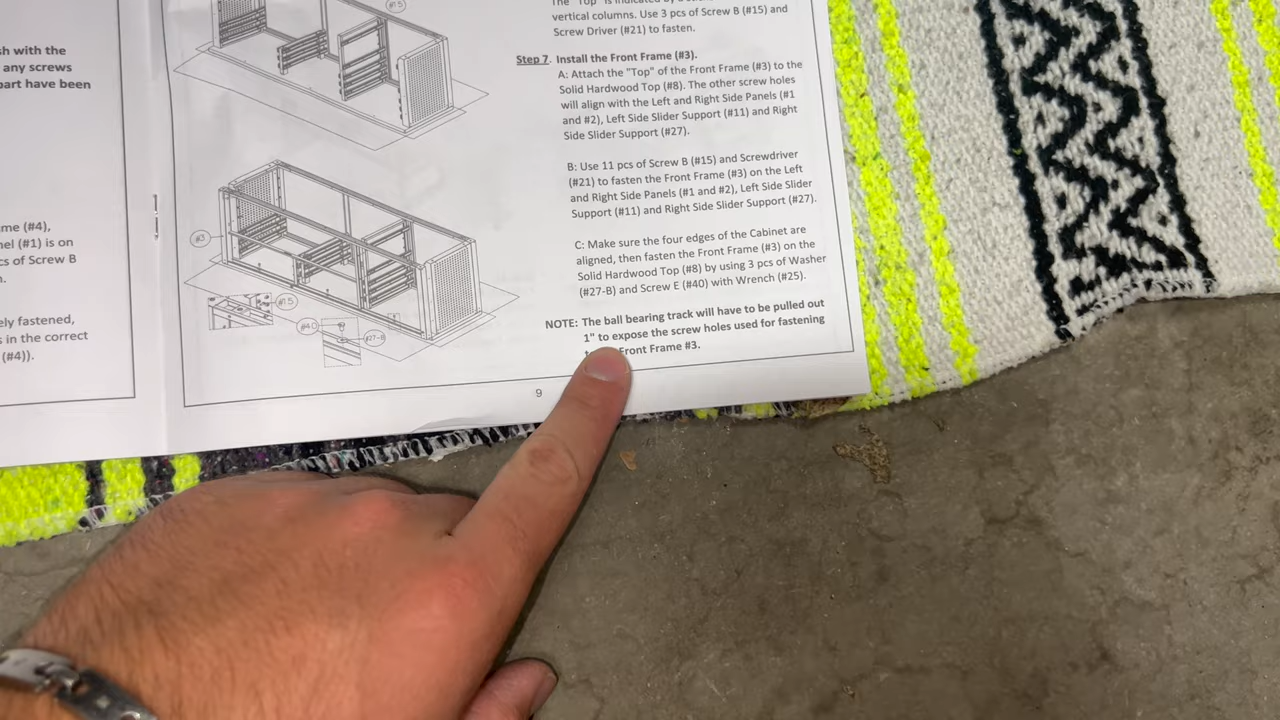 sh with the
any screws
part have been
me (#4),
nel (#1) is on
cs of Screw B
ely fastened,
s in the correct
(#4)).
#15
#3
#15
#40
#27-B
The "Top" is indicated by
vertical columns. Use 3 pcs of Screw B (#15) and
Screw Driver (#21) to fasten.
Step 7. Install the Front Frame (#3).
A: Attach the "Top" of the Front Frame (#3) to the
Solid Hardwood Top (#8). The other screw holes
will align with the Left and Right Side Panels (#1
and #2), Left Side Slider Support (#11) and Right
Side Slider Support (#27).
B: Use 11 pcs of Screw B (#15) and Screwdriver
(#21) to fasten the Front Frame (#3) on the Left
and Right Side Panels (#1 and #2), Left Side Slider
Support (#11) and Right Side Slider Support (#27).
C: Make sure the four edges of the Cabinet are
aligned, then fasten the Front Frame (#3) on the
Solid Hardwood Top (#8) by using 3 pcs of Washer
(#27-B) and Screw E (#40) with Wrench (#25).
NOTE: The ball bearing track will have to be pulled out
1" to expose the screw holes used for fastening
Front Frame #3.
9